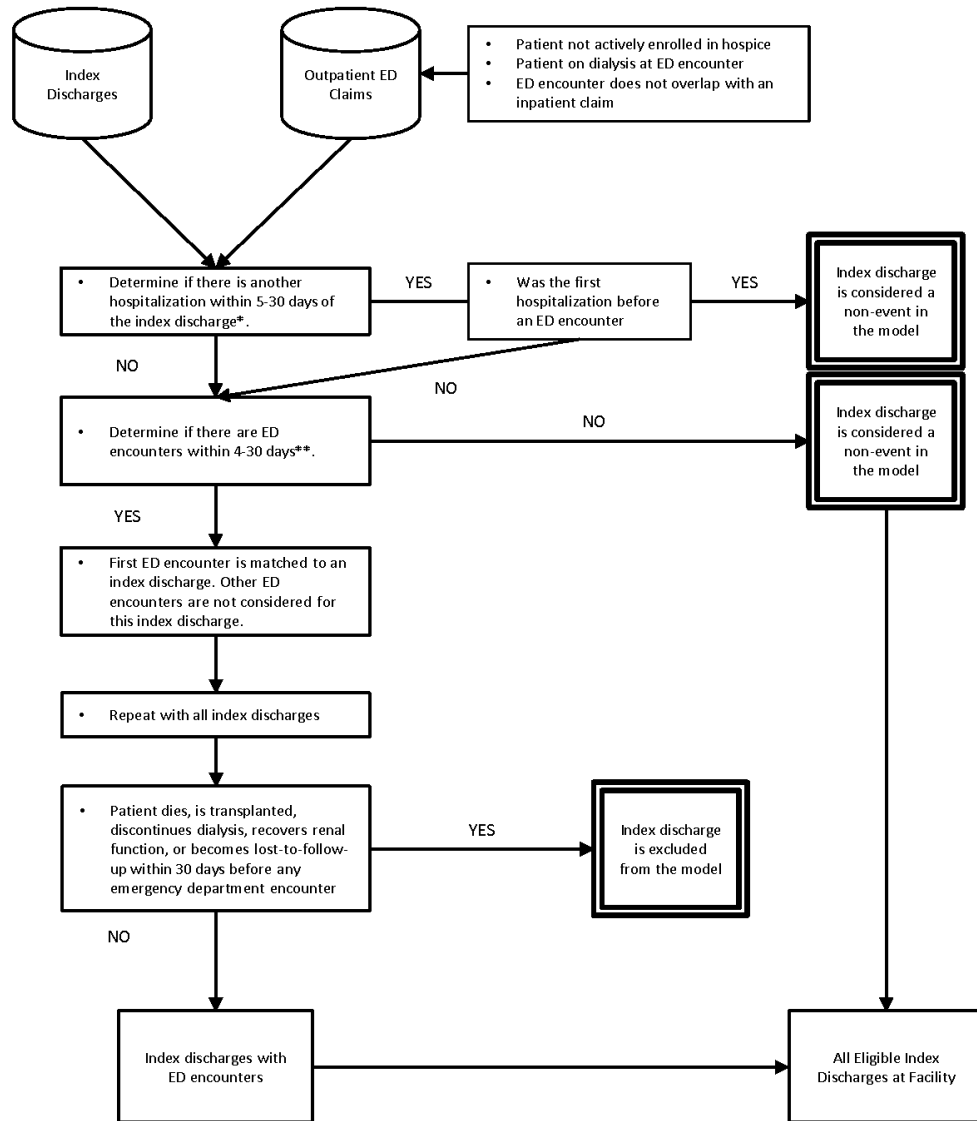 Index
Discharges
Outpatient ED
Claims
• Patient not actively enrolled in hospice
• Patient on dialysis at ED encounter
• ED encounter does not overlap with an
inpatient claim
• Determine if there is another
hospitalization within 5-30 days of
the index discharge*.
YES
• Was the first
hospitalization before
an ED encounter
YES
Index discharge
is considered a
non-event in
the model
NO
NO
• Determine if there are ED
encounters within 4-30 days**.
NO
Index discharge
is considered a
non-event in
the model
YES
• First ED encounter is matched to an
index discharge. Other ED
encounters are not considered for
this index discharge.
• Repeat with all index discharges
• Patient dies, is transplanted,
discontinues dialysis, recovers renal
function, or becomes lost-to-follow-
up within 30 days before any
emergency department encounter
YES
Index discharge
is excluded
from the model
NO
Index discharges with
ED encounters
All Eligible Index
Discharges at Facility